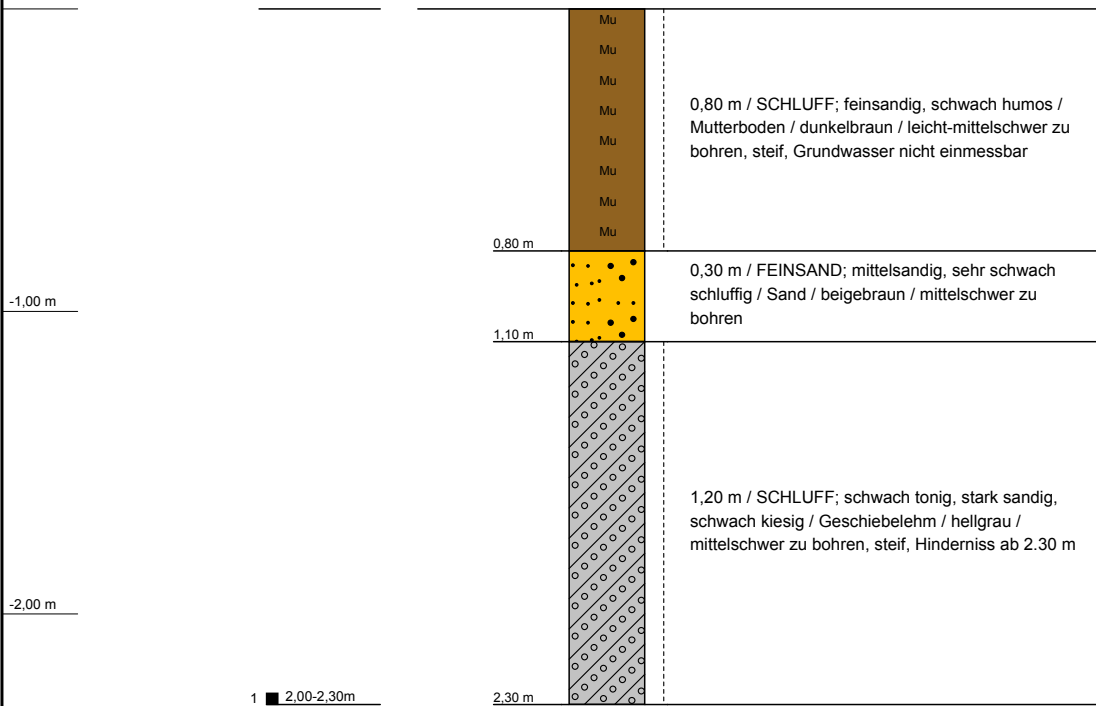 Mu
Mu
Mu
Mu
Mu
Mu
Mu
Mu
0,80 m / SCHLUFF; feinsandig, schwach humos /
Mutterboden / dunkelbraun / leicht-mittelschwer zu
bohren, steif, Grundwasser nicht einmessbar
0,80 m
0,30 m / FEINSAND; mittelsandig, sehr schwach
schluffig / Sand / beigebraun / mittelschwer zu
bohren
-1,00 m
1,10 m
1,20 m / SCHLUFF; schwach tonig, stark sandig,
schwach kiesig / Geschiebelehm / hellgrau /
mittelschwer zu bohren, steif, Hinderniss ab 2.30 m
-2,00 m
1 2,00-2,30m
2,30 m